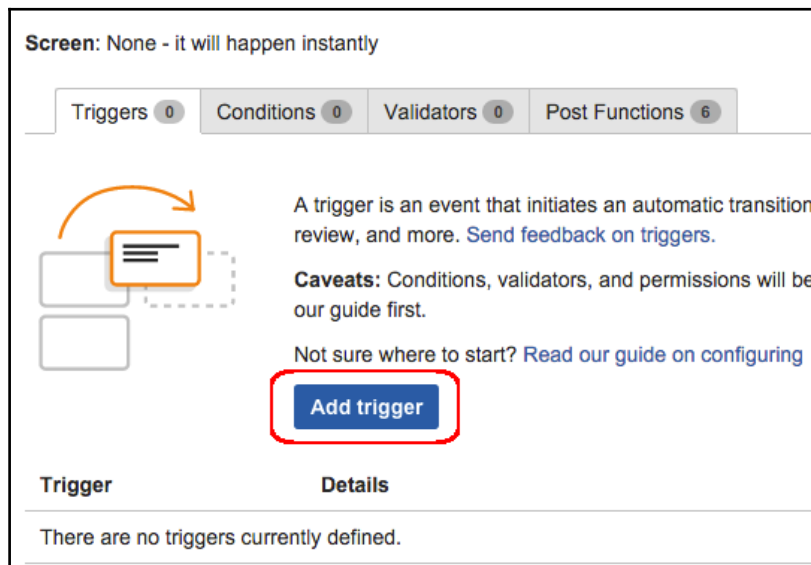 Screen: None - it will happen instantly
Triggers 0 Conditions 0 Validators 0 Post Functions 6
A trigger is an event that initiates an automatic transition
review, and more. Send feedback on triggers.
Caveats: Conditions, validators, and permissions will be
our guide first.
Not sure where to start? Read our guide on configuring
Add trigger
Trigger Details
There are no triggers currently defined.